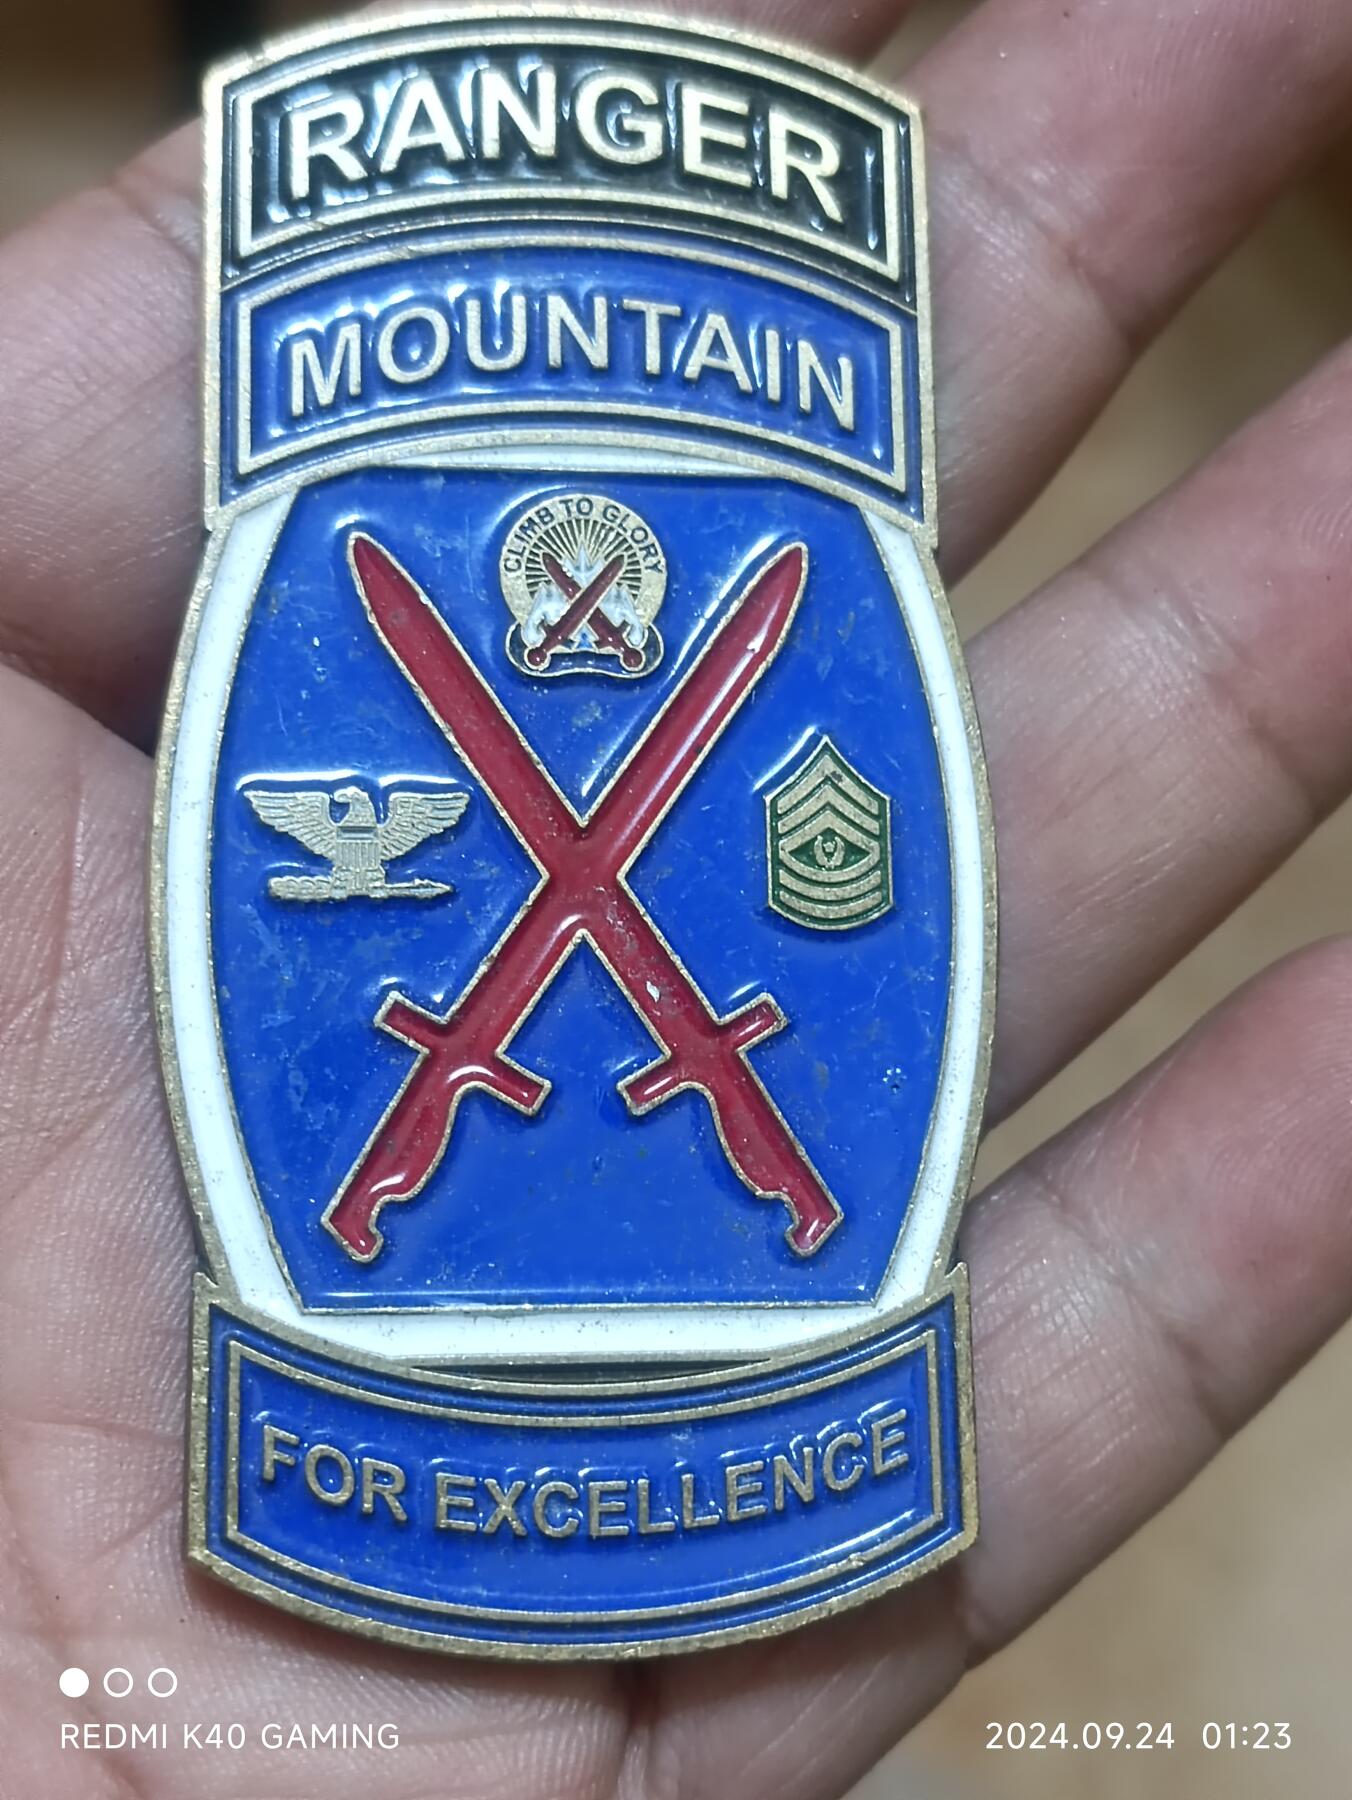 RANGER
MOUNTAIN
CLIMB TO GLORY
FOR EXCELLENCE
REDMI K40 GAMING
2024.09.24 01:23